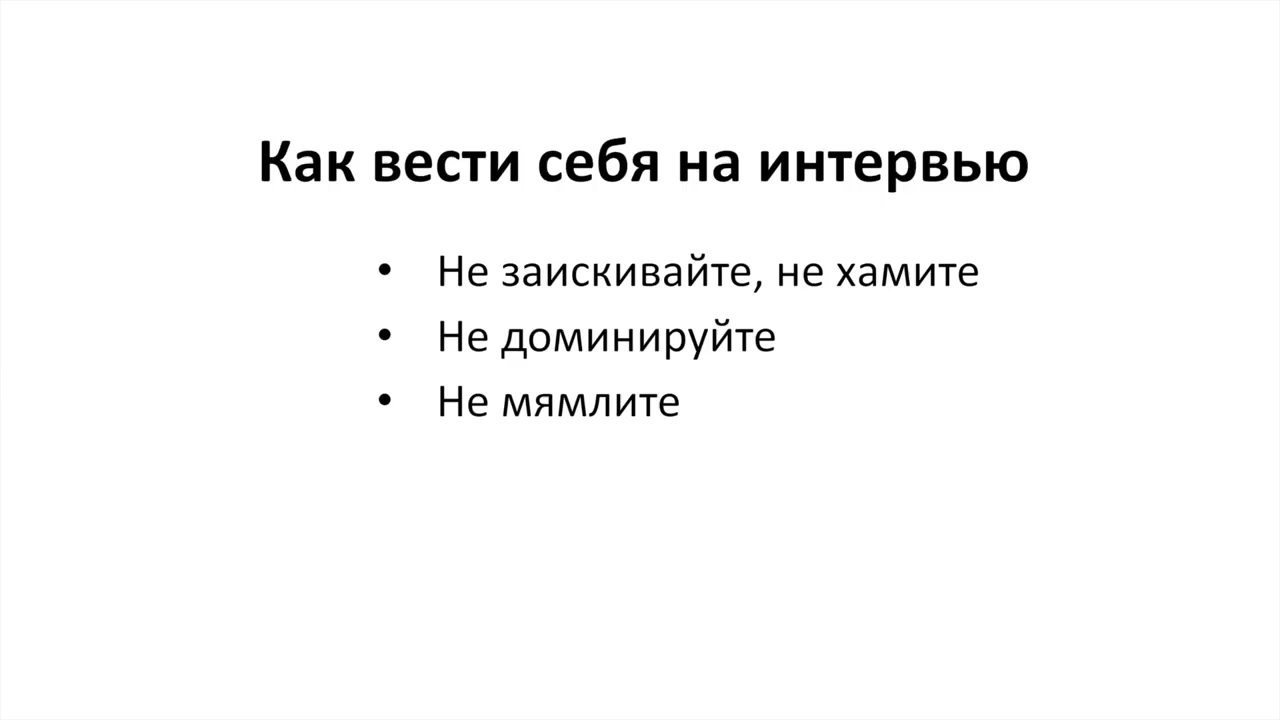 Как вести себя на интервью
• Не заискивайте, не хамите
• Не доминируйте
• Не мямлите